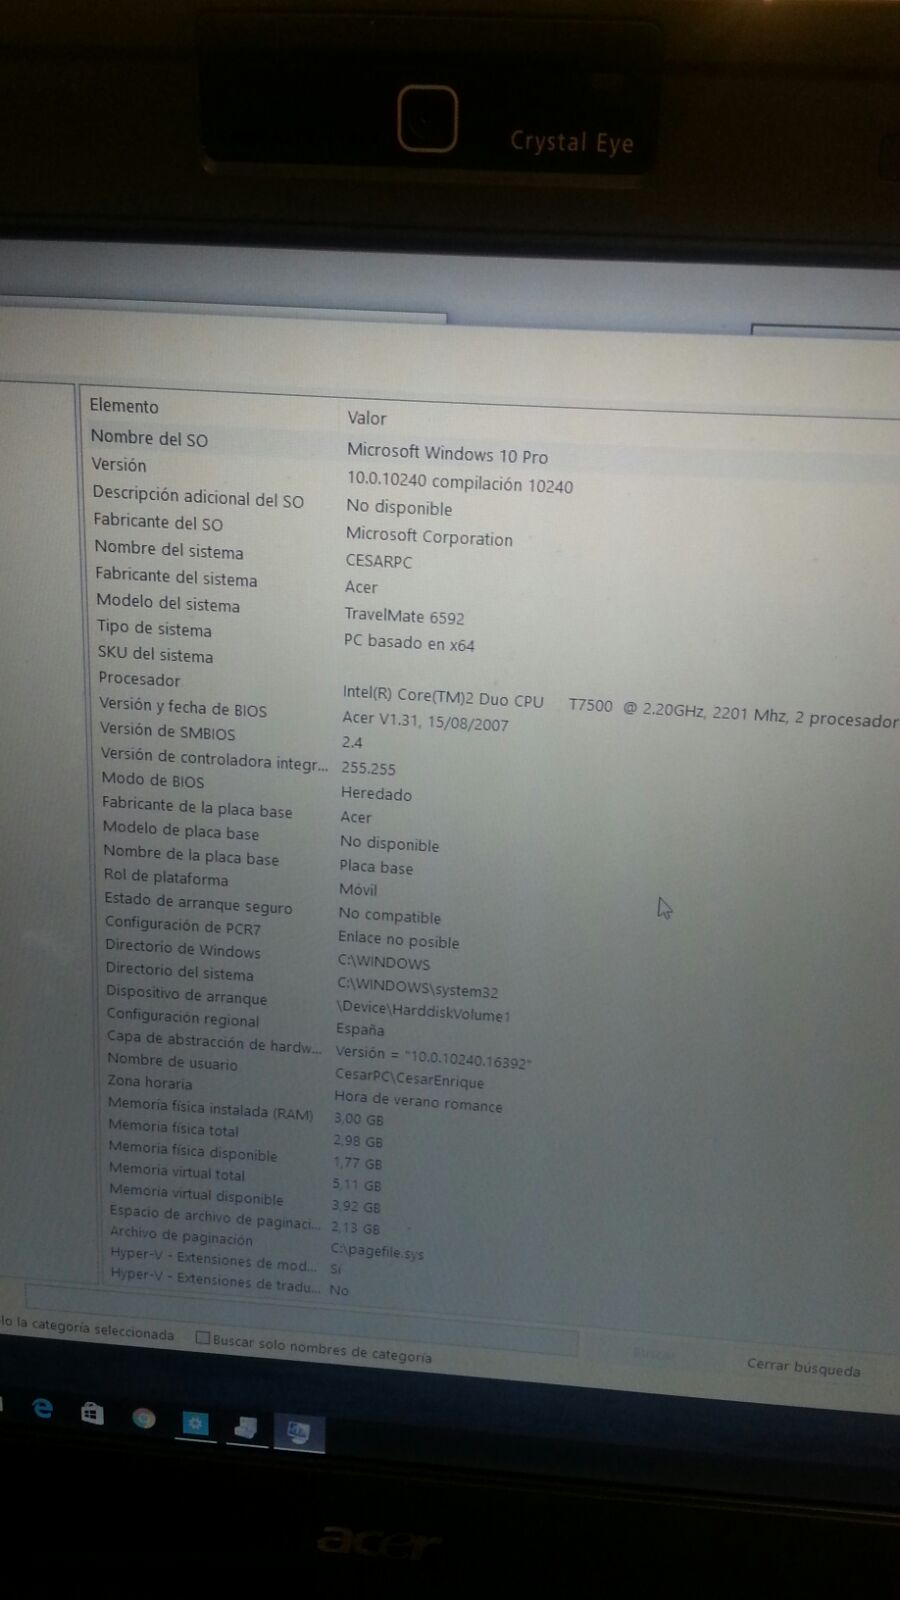 Crystal Eye
Elemento Valor
Nombre del SO Microsoft Windows 10 Pro
Versión 10.0.10240 compilación 10240
Descripción adicional del SO No disponible
Fabricante del SO Microsoft Corporation
Nombre del sistema CESARPC
Fabricante del sistema Acer
Modelo del sistema TravelMate 6592
Tipo de sistema PC basado en x64
SKU del sistema
Procesador Intel(R) Core(TM)2 Duo CPU T7500 @ 2.20GHz, 2201 Mhz, 2 procesador
Versión y fecha de BIOS Acer V1.31, 15/08/2007
Versión de SMBIOS 2.4
Versión de controladora integr... 255.255
Modo de BIOS Heredado
Fabricante de la placa base Acer
Modelo de placa base No disponible
Nombre de la placa base Placa base
Rol de plataforma Móvil
Estado de arranque seguro No compatible
Configuración de PCR7 Enlace no posible
Directorio de Windows C:\WINDOWS
Directorio del sistema C:\WINDOWS\system32
Dispositivo de arranque \Device\HarddiskVolume1
Configuración regional España
Capa de abstracción de hardw... Versión = "10.0.10240.16392"
Nombre de usuario CesarPC\CesarEnrique
Zona horaria Hora de verano romance
Memoria física instalada (RAM) 3,00 GB
Memoria física total 2,98 GB
Memoria física disponible 1,77 GB
Memoria virtual total 5,11 GB
Memoria virtual disponible 3,92 GB
Espacio de archivo de paginaci... 2,13 GB
Archivo de paginación C:\pagefile.sys
Hyper-V - Extensiones de mod... Sí
Hyper-V - Extensiones de tradu... No
lo la categoría seleccionada Buscar solo nombres de categoría Buscar Cerrar búsqueda
acer